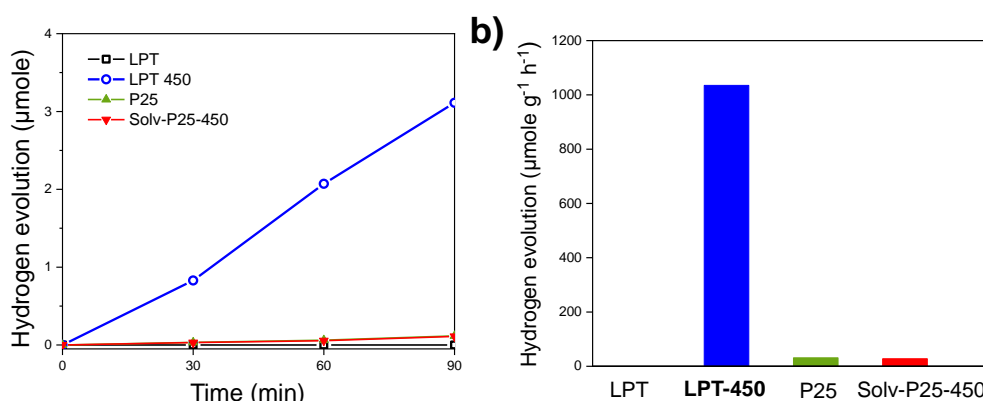 Hydrogen evolution (μmole)
4
3
2
1
0
LPT
LPT 450
P25
Solv-P25-450
0 30 60 90
Time (min)
b)
Hydrogen evolution (μmole g⁻¹ h⁻¹)
1200
1000
800
600
400
200
0
LPT LPT-450 P25 Solv-P25-450